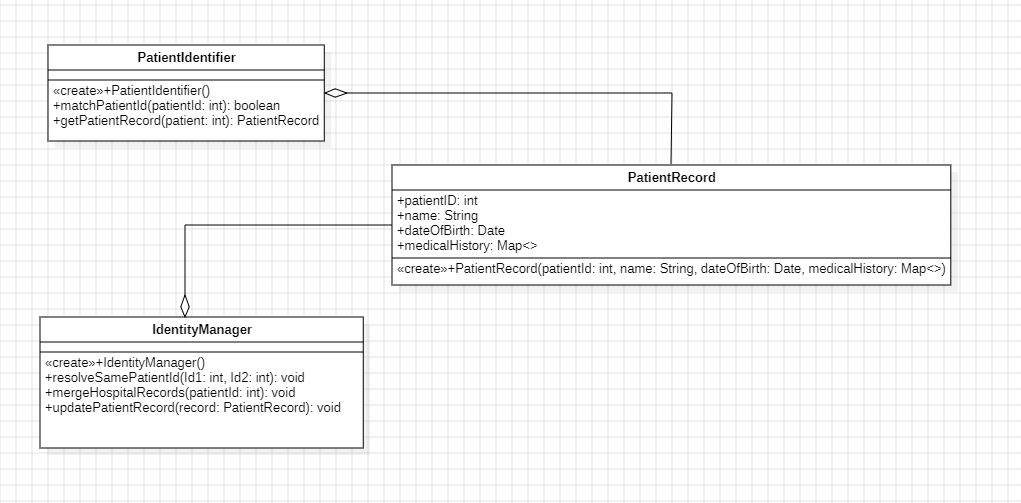 PatientIdentifier
«create»+PatientIdentifier()
+matchPatientId(patientId: int): boolean
+getPatientRecord(patient: int): PatientRecord
PatientRecord
+patientID: int
+name: String
+dateOfBirth: Date
+medicalHistory: Map<>
«create»+PatientRecord(patientId: int, name: String, dateOfBirth: Date, medicalHistory: Map<>)
IdentityManager
«create»+IdentityManager()
+resolveSamePatientId(Id1: int, Id2: int): void
+mergeHospitalRecords(patientId: int): void
+updatePatientRecord(record: PatientRecord): void